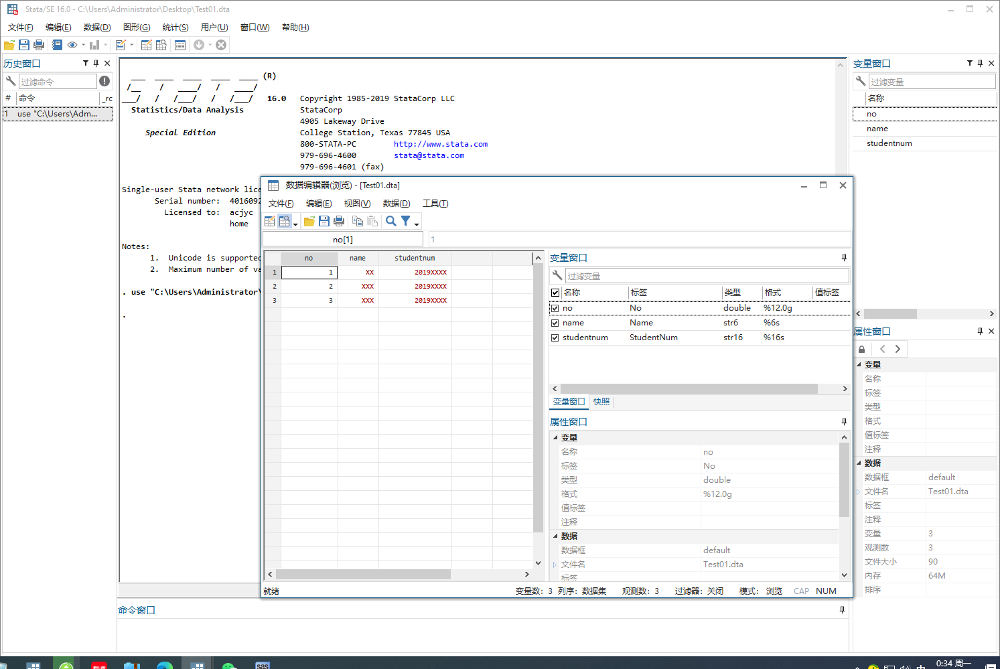 Stata/SE 16.0 - C:\Users\Administrator\Desktop\Test01.dta
文件(F) 编辑(E) 数据(D) 图形(G) 统计(S) 用户(U) 窗口(W) 帮助(H)
历史窗口
过滤命令
# 命令 _rc
1 use "C:\Users\Adm...
(R)
16.0 Copyright 1985-2019 StataCorp LLC
Statistics/Data Analysis StataCorp
4905 Lakeway Drive
Special Edition College Station, Texas 77845 USA
800-STATA-PC http://www.stata.com
979-696-4600 stata@stata.com
979-696-4601 (fax)
Single-user Stata network lice
Serial number: 4016092
Licensed to: acjyc
home
Notes:
1. Unicode is supported
2. Maximum number of va
. use "C:\Users\Administrator\
.
命令窗口
数据编辑器(浏览) - [Test01.dta]
文件(F) 编辑(E) 视图(V) 数据(D) 工具(T)
no[1] 1
no name studentnum
1 1 XX 2019XXXX
2 2 XXX 2019XXXX
3 3 XXX 2019XXXX
变量窗口
过滤变量
名称 标签 类型 格式 值标签
no No double %12.0g
name Name str6 %6s
studentnum StudentNum str16 %16s
变量窗口 快照
属性窗口
变量
名称 no
标签 No
类型 double
格式 %12.0g
值标签
注释
数据
数据框 default
文件名 Test01.dta
标签
就绪 变量数: 3 列序: 数据集 观测数: 3 过滤器: 关闭 模式: 浏览 CAP NUM
变量窗口
过滤变量
名称
no
name
studentnum
属性窗口
变量
名称
标签
类型
格式
值标签
注释
数据
数据框 default
文件名 Test01.dta
标签
注释
变量 3
观测数 3
文件大小 90
内存 64M
排序
sas
中
0:34 周一